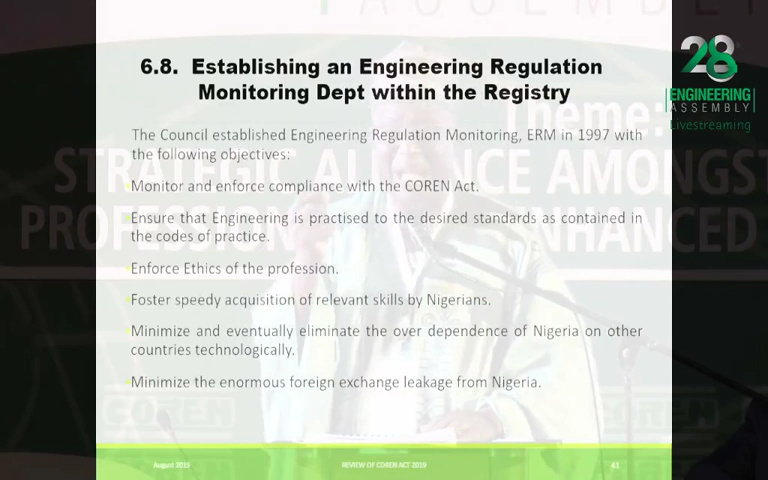 ASSEMBLY
6.8. Establishing an Engineering Regulation
Monitoring Dept within the Registry
28
ENGINEERING
ASSEMBLY
Livestreaming
Theme:
The Council established Engineering Regulation Monitoring, ERM in 1997 with
the following objectives:
STRATEGIC ALLIANCE AMONGST
Monitor and enforce compliance with the COREN Act.
PROFESSION
ENHANCED
Ensure that Engineering is practised to the desired standards as contained in
the codes of practice.
Enforce Ethics of the profession.
Foster speedy acquisition of relevant skills by Nigerians.
Minimize and eventually eliminate the over dependence of Nigeria on other
countries technologically.
Minimize the enormous foreign exchange leakage from Nigeria.
COREN
COREN
August 2019
REVIEW OF COREN ACT 2019
61